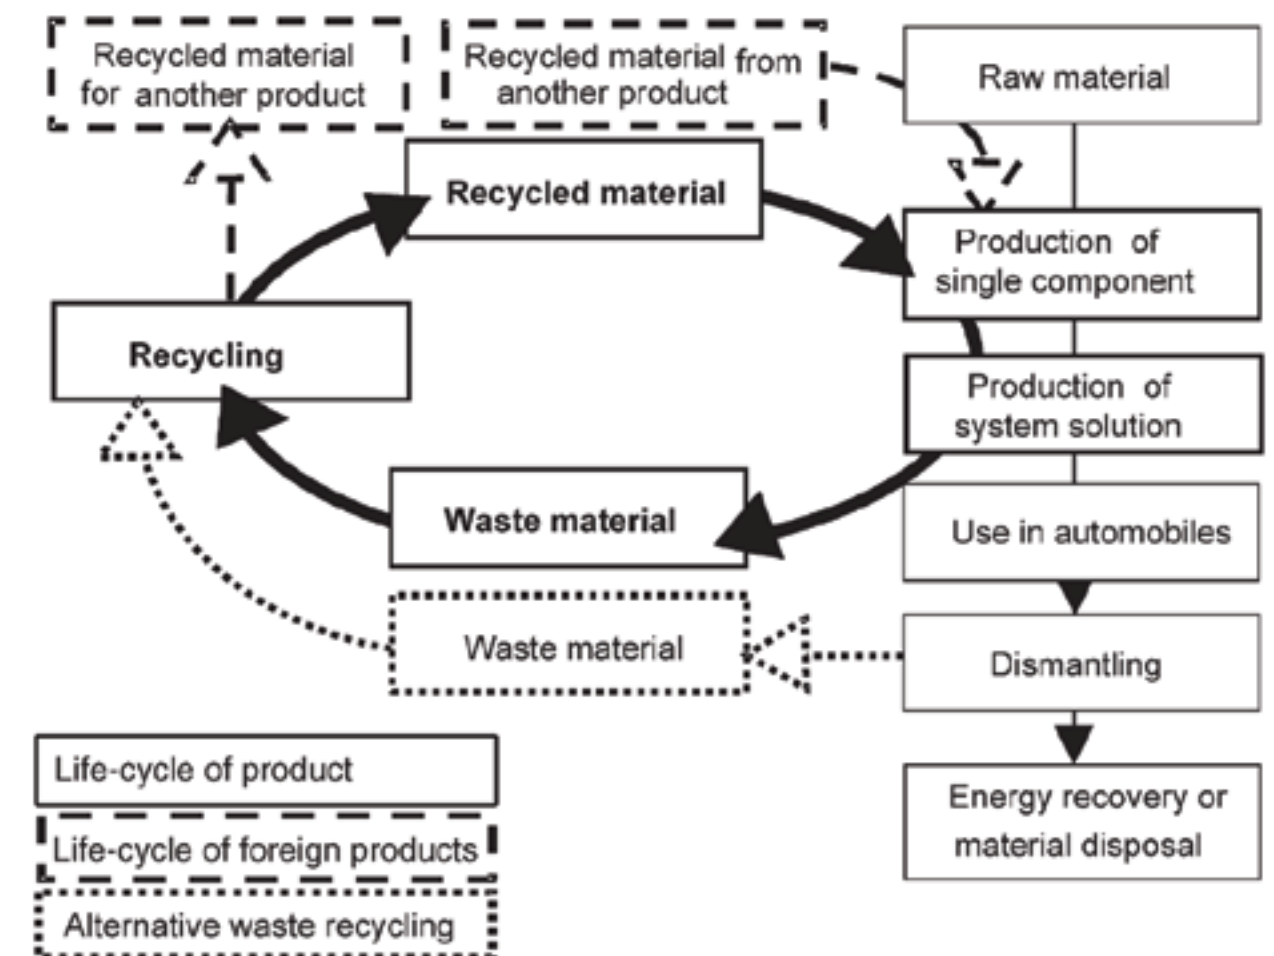 Recycled material
for another product
Recycled material from
another product
Raw material
Recycled material
Production of
single component
Recycling
Production of
system solution
Waste material
Use in automobiles
Waste material
Dismantling
Life-cycle of product
Energy recovery or
material disposal
Life-cycle of foreign products
Alternative waste recycling